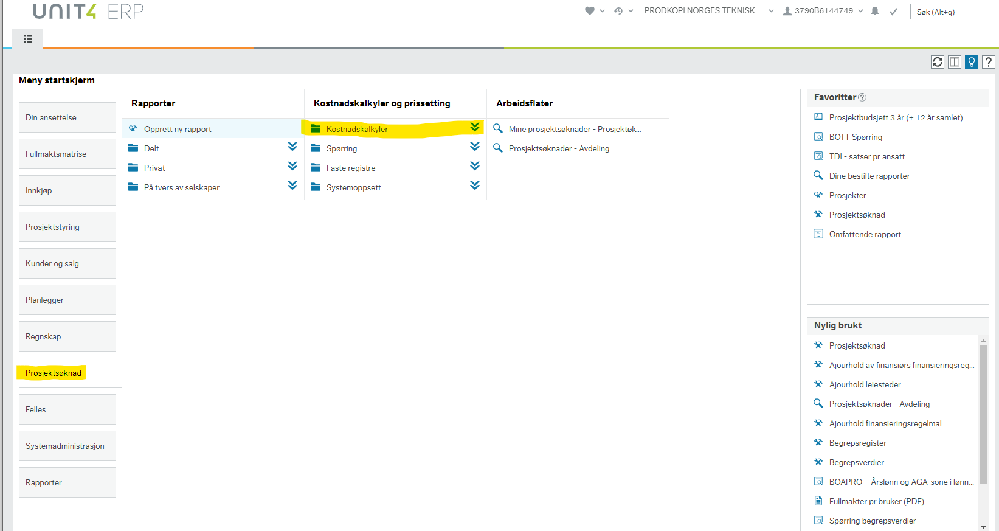 UNIT4 ERP
PRODKOPI NORGES TEKNISK...
3790B6144749
Søk (Alt+q)
Meny startskjerm
Din ansettelse
Fullmaktsmatrise
Innkjøp
Prosjektstyring
Kunder og salg
Planlegger
Regnskap
Prosjektsøknad
Felles
Systemadministrasjon
Rapporter
Rapporter
Opprett ny rapport
Delt
Privat
På tvers av selskaper
Kostnadskalkyler og prissetting
Kostnadskalkyler
Spørring
Faste registre
Systemoppsett
Arbeidsflater
Mine prosjektsøknader - Prosjektøk...
Prosjektsøknader - Avdeling
Favoritter ?
Prosjektbudsjett 3 år (+ 12 år samlet)
BOTT Spørring
TDI - satser pr ansatt
Dine bestilte rapporter
Prosjekter
Prosjektsøknad
Omfattende rapport
Nylig brukt
Prosjektsøknad
Ajourhold av finansiørs finansieringsreg...
Ajourhold leiesteder
Prosjektsøknader - Avdeling
Ajourhold finansieringsregelmal
Begrepsregister
Begrepsverdier
BOAPRO – Årslønn og AGA-sone i lønn...
Fullmakter pr bruker (PDF)
Spørring begrepsverdier